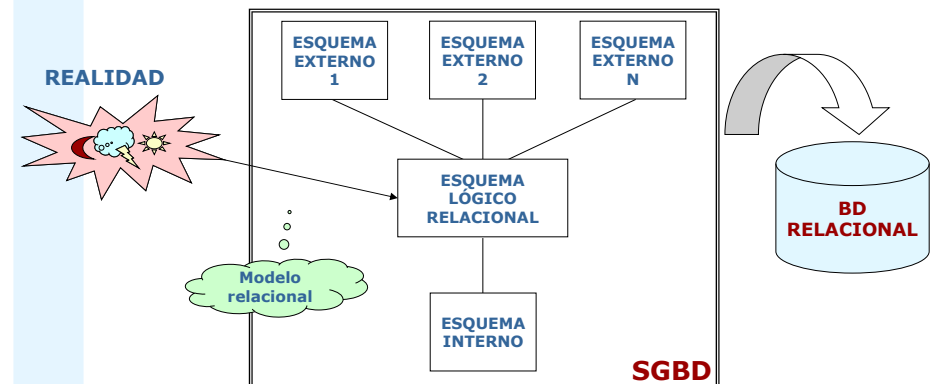 ESQUEMA
EXTERNO
1
ESQUEMA
EXTERNO
2
ESQUEMA
EXTERNO
N
REALIDAD
ESQUEMA
LÓGICO
RELACIONAL
BD
RELACIONAL
Modelo
relacional
ESQUEMA
INTERNO
SGBD